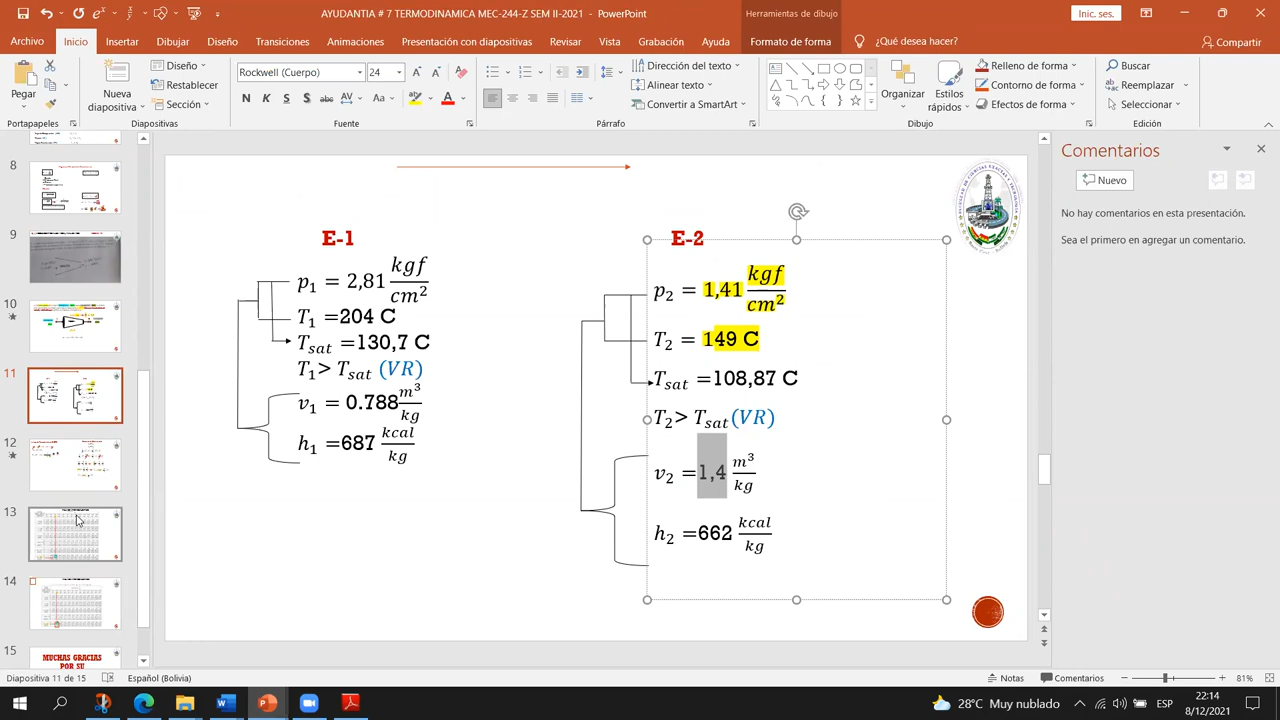 AYUDANTIA # 7 TERMODINAMICA MEC-244-Z SEM II-2021 - PowerPoint
Herramientas de dibujo
Inic. ses.
Archivo Inicio Insertar Dibujar Diseño Transiciones Animaciones Presentación con diapositivas Revisar Vista Grabación Ayuda Formato de forma ¿Qué desea hacer? Compartir
Pegar
Nueva diapositiva
Diseño
Restablecer
Sección
Rockwell (Cuerpo) 24
N K S S abc AV Aa A
Dirección del texto
Alinear texto
Convertir a SmartArt
Organizar
Estilos rápidos
Relleno de forma
Contorno de forma
Efectos de forma
Buscar
Reemplazar
Seleccionar
Portapapeles Diapositivas Fuente Párrafo Dibujo Edición
8
9
10
11
12
13
14
15
MUCHAS GRACIAS
POR SU
E-1
p₁ = 2,81 kgf/cm²
T₁ =204 C
T_sat =130,7 C
T₁> T_sat (VR)
v₁ = 0.788 m³/kg
h₁ =687 kcal/kg
E-2
p₂ = 1,41 kgf/cm²
T₂ = 149 C
T_sat =108,87 C
T₂> T_sat(VR)
v₂ =1,4 m³/kg
h₂ =662 kcal/kg
Comentarios
Nuevo
No hay comentarios en esta presentación.
Sea el primero en agregar un comentario.
Diapositiva 11 de 15 Español (Bolivia) Notas Comentarios 81%
28°C Muy nublado ESP 22:14
8/12/2021